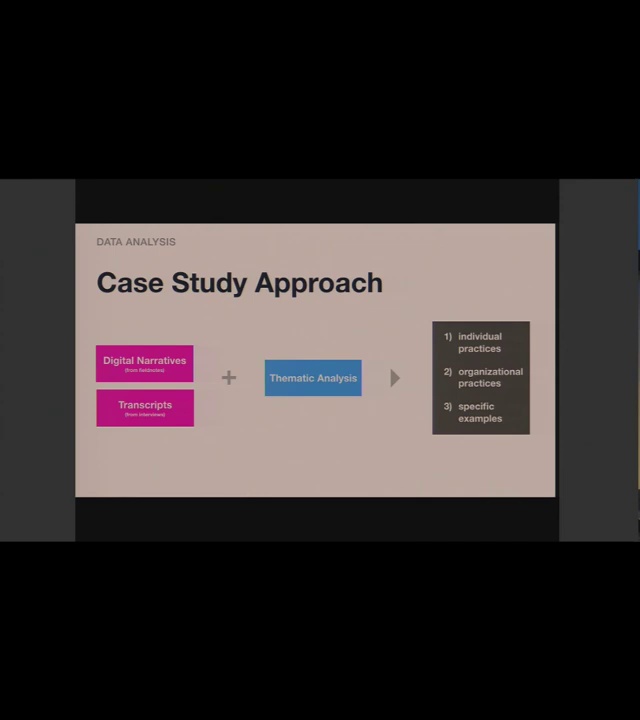 DATA ANALYSIS
Case Study Approach
Digital Narratives
(from fieldnotes)
Transcripts
(from interviews)
+
Thematic Analysis
1) individual
practices
2) organizational
practices
3) specific
examples